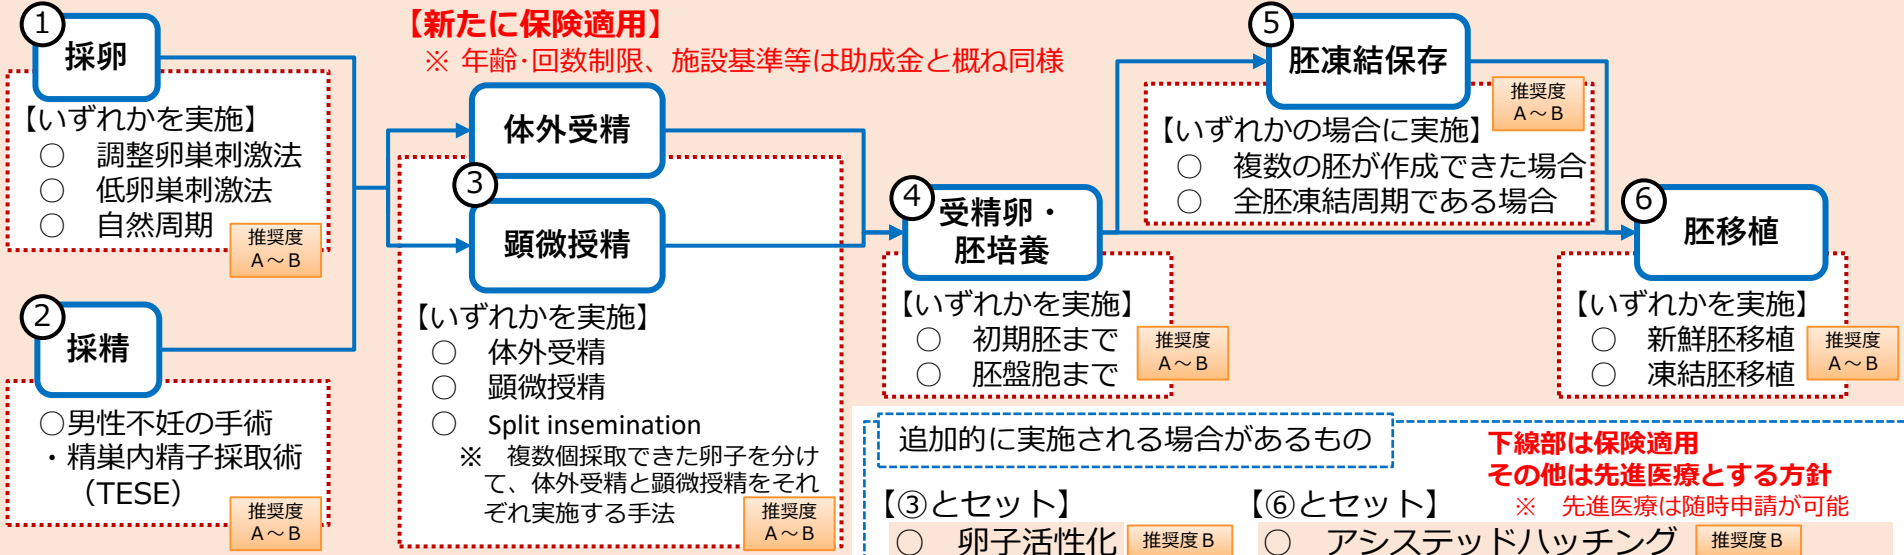 【新たに保険適用】
※ 年齢･回数制限、施設基準等は助成金と概ね同様
①
採卵
【いずれかを実施】
○ 調整卵巣刺激法
○ 低卵巣刺激法
○ 自然周期
推奨度
A～B
②
採精
○男性不妊の手術
・精巣内精子採取術
（TESE）
推奨度
A～B
体外受精
③
顕微授精
【いずれかを実施】
○ 体外受精
○ 顕微授精
○ Split insemination
※ 複数個採取できた卵子を分け
て、体外受精と顕微授精をそれ
ぞれ実施する手法
推奨度
A～B
④
受精卵・
胚培養
【いずれかを実施】
○ 初期胚まで
○ 胚盤胞まで
推奨度
A～B
⑤
胚凍結保存
推奨度
A～B
【いずれかの場合に実施】
○ 複数の胚が作成できた場合
○ 全胚凍結周期である場合
⑥
胚移植
【いずれかを実施】
○ 新鮮胚移植
○ 凍結胚移植
推奨度
A～B
追加的に実施される場合があるもの
下線部は保険適用
その他は先進医療とする方針
※ 先進医療は随時申請が可能
【③とセット】
○ 卵子活性化 推奨度B
【⑥とセット】
○ アシステッドハッチング 推奨度B